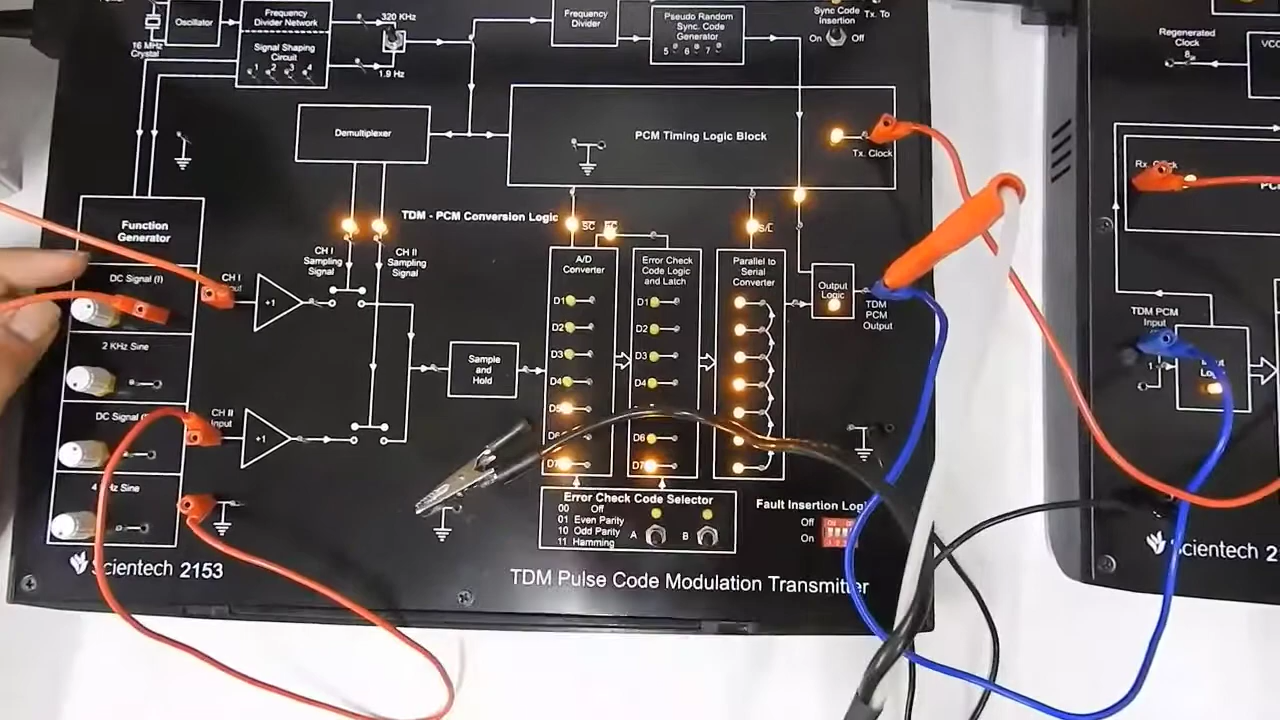 Oscillator
16 MHz
Crystal
Frequency
Divider Network
Signal Shaping
Circuit
1 2 3 4
320 KHz
1.9 Hz
Frequency
Divider
Pseudo Random
Sync. Code
Generator
5 6 7
Sync Code
Insertion
On Off
Tx. To
Demultiplexer
PCM Timing Logic Block
Tx. Clock
Function
Generator
TDM - PCM Conversion Logic
SC
EC
S/L
CH I
Sampling
Signal
CH II
Sampling
Signal
DC Signal (I)
CH I
+1
2 KHz Sine
DC Signal
CH II
Input
+1
Sine
Sample
and
Hold
A/D
Converter
D1
D2
D3
D4
D5
D6
D7
Error Check
Code Logic
and Latch
D1
D2
D3
D4
D6
D7
Parallel to
Serial
Converter
Output
Logic
TDM
PCM
Output
Error Check Code Selector
00 Off
01 Even Parity
10 Odd Parity
11 Hamming
A
B
Fault Insertion
Off
On
Scientech 2153
TDM Pulse Code Modulation Transmitter
Regenerated
Clock
8
VCO
TDM PCM
Input
1
Scientech 2